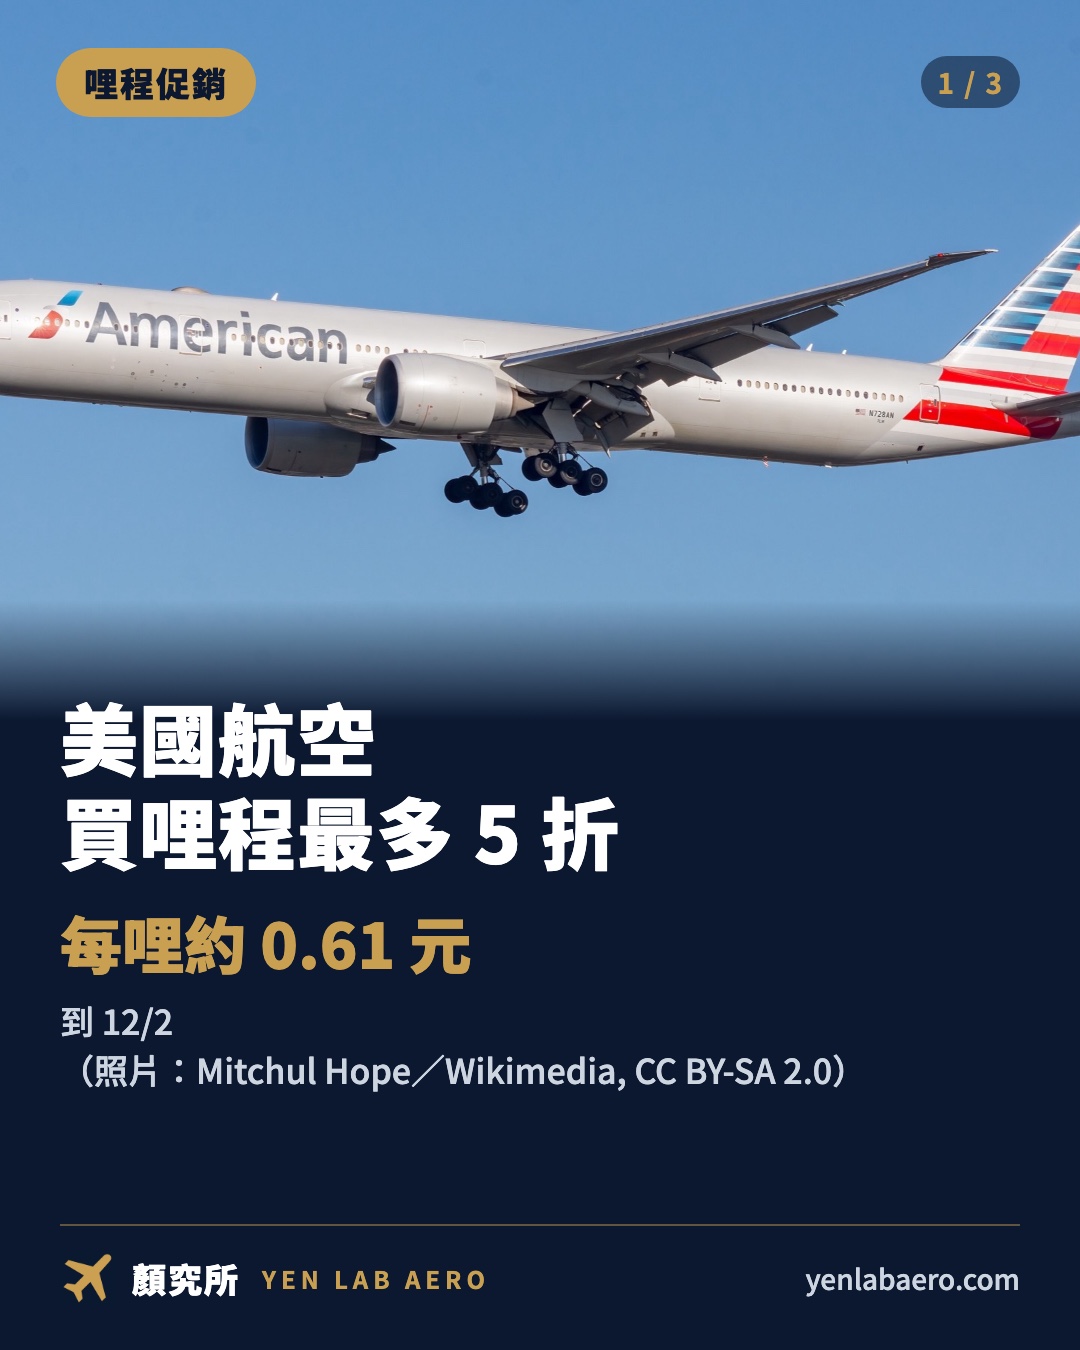 哩程促銷
1 / 3
American
N728AN
美國航空
買哩程最多 5 折
每哩約 0.61 元
到 12/2
（照片：Mitchul Hope／Wikimedia, CC BY-SA 2.0）
顏究所 YEN LAB AERO
yenlabaero.com